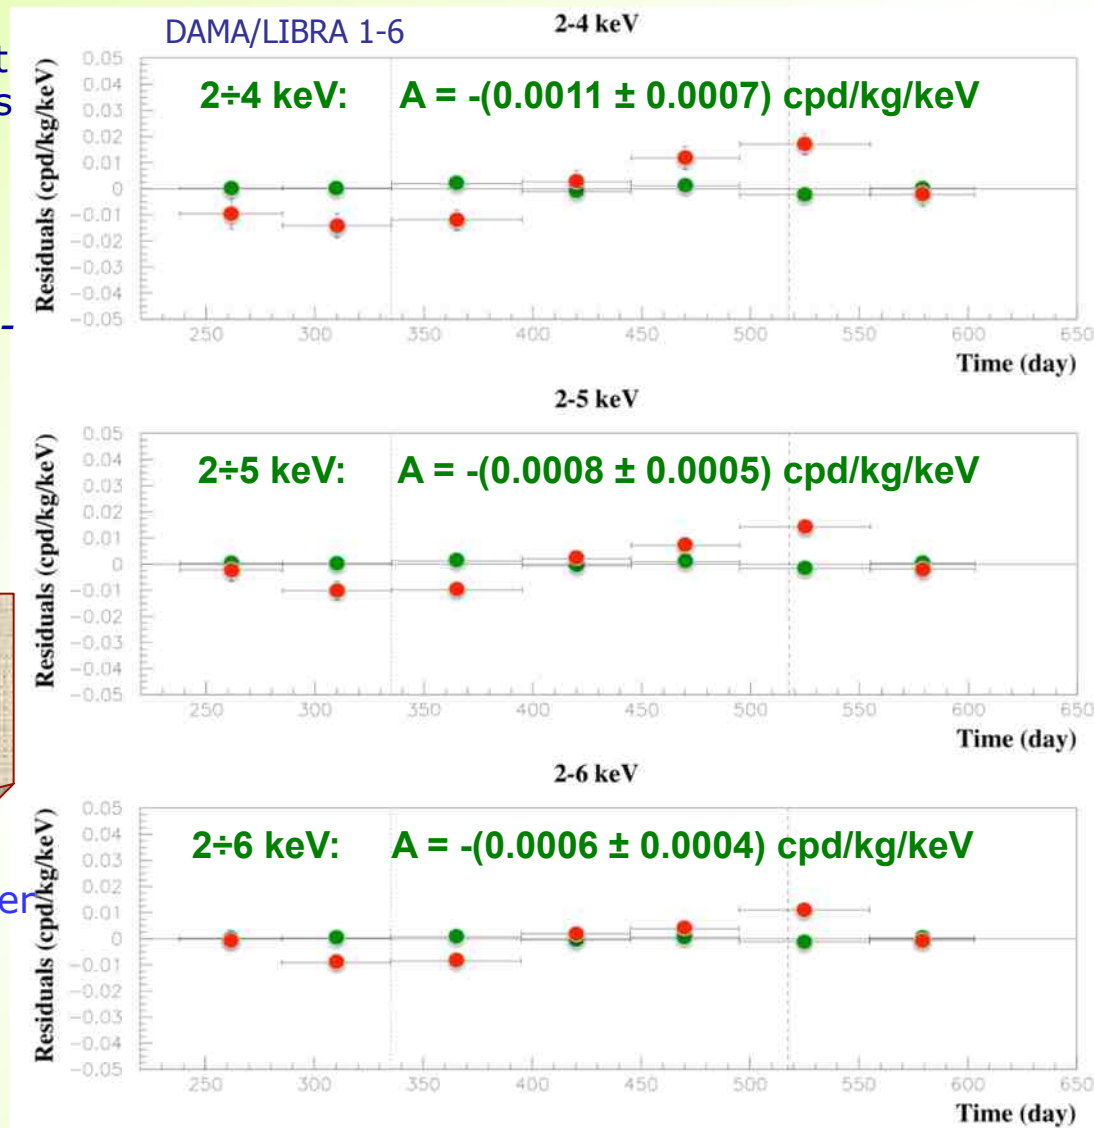 t
s
-
er
DAMA/LIBRA 1-6
2-4 keV
Residuals (cpd/kg/keV)
0.05
0.04
0.03
0.02
0.01
0
−0.01
−0.02
−0.03
−0.04
−0.05
2÷4 keV: A = -(0.0011 ± 0.0007) cpd/kg/keV
250 300 350 400 450 500 550 600 650
Time (day)
2-5 keV
Residuals (cpd/kg/keV)
0.05
0.04
0.03
0.02
0.01
0
−0.01
−0.02
−0.03
−0.04
−0.05
2÷5 keV: A = -(0.0008 ± 0.0005) cpd/kg/keV
250 300 350 400 450 500 550 600 650
Time (day)
2-6 keV
Residuals (cpd/kg/keV)
0.05
0.04
0.03
0.02
0.01
0
−0.01
−0.02
−0.03
−0.04
−0.05
2÷6 keV: A = -(0.0006 ± 0.0004) cpd/kg/keV
250 300 350 400 450 500 550 600 650
Time (day)